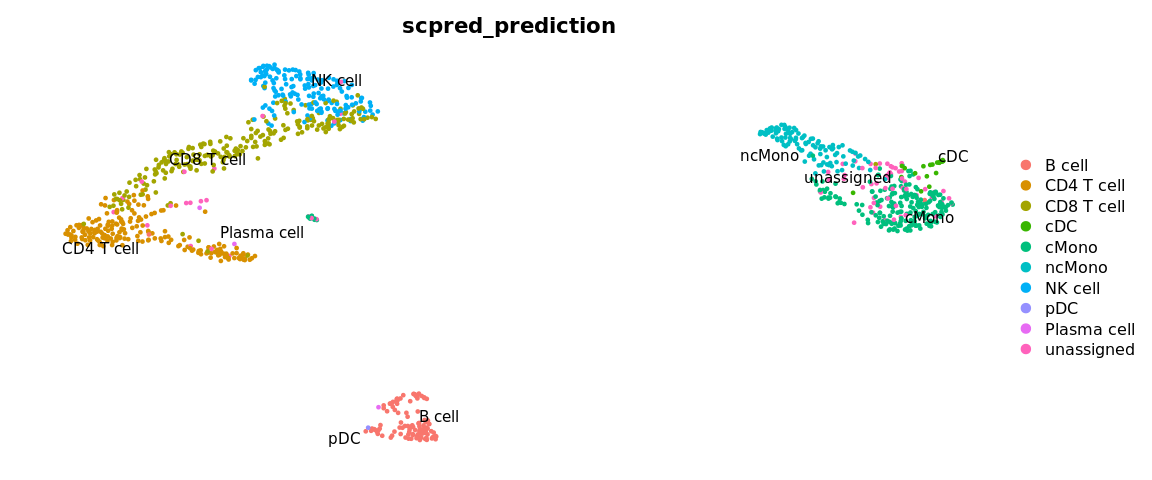 scpred_prediction
NK cell
CD8 T cell
Plasma cell
CD4 T cell
ncMono
cDC
unassigned
cMono
B cell
pDC
B cell
CD4 T cell
CD8 T cell
cDC
cMono
ncMono
NK cell
pDC
Plasma cell
unassigned